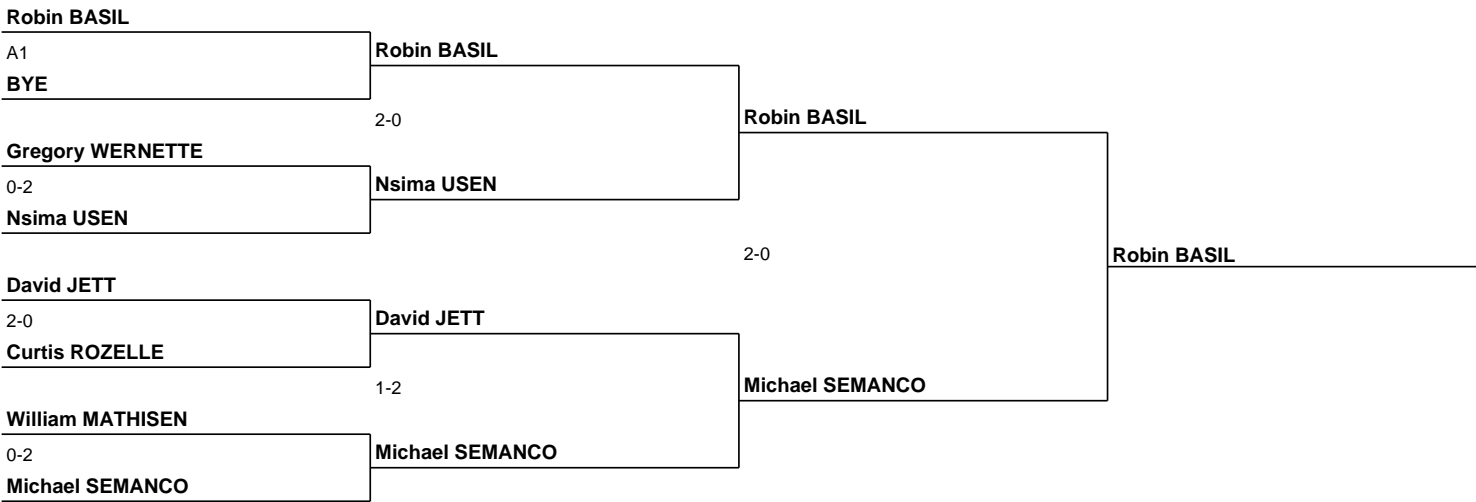 Robin BASIL
A1
BYE
Gregory WERNETTE
0-2
Nsima USEN
David JETT
2-0
Curtis ROZELLE
William MATHISEN
0-2
Michael SEMANCO
Robin BASIL
2-0
Nsima USEN
David JETT
1-2
Michael SEMANCO
Robin BASIL
2-0
Michael SEMANCO
Robin BASIL